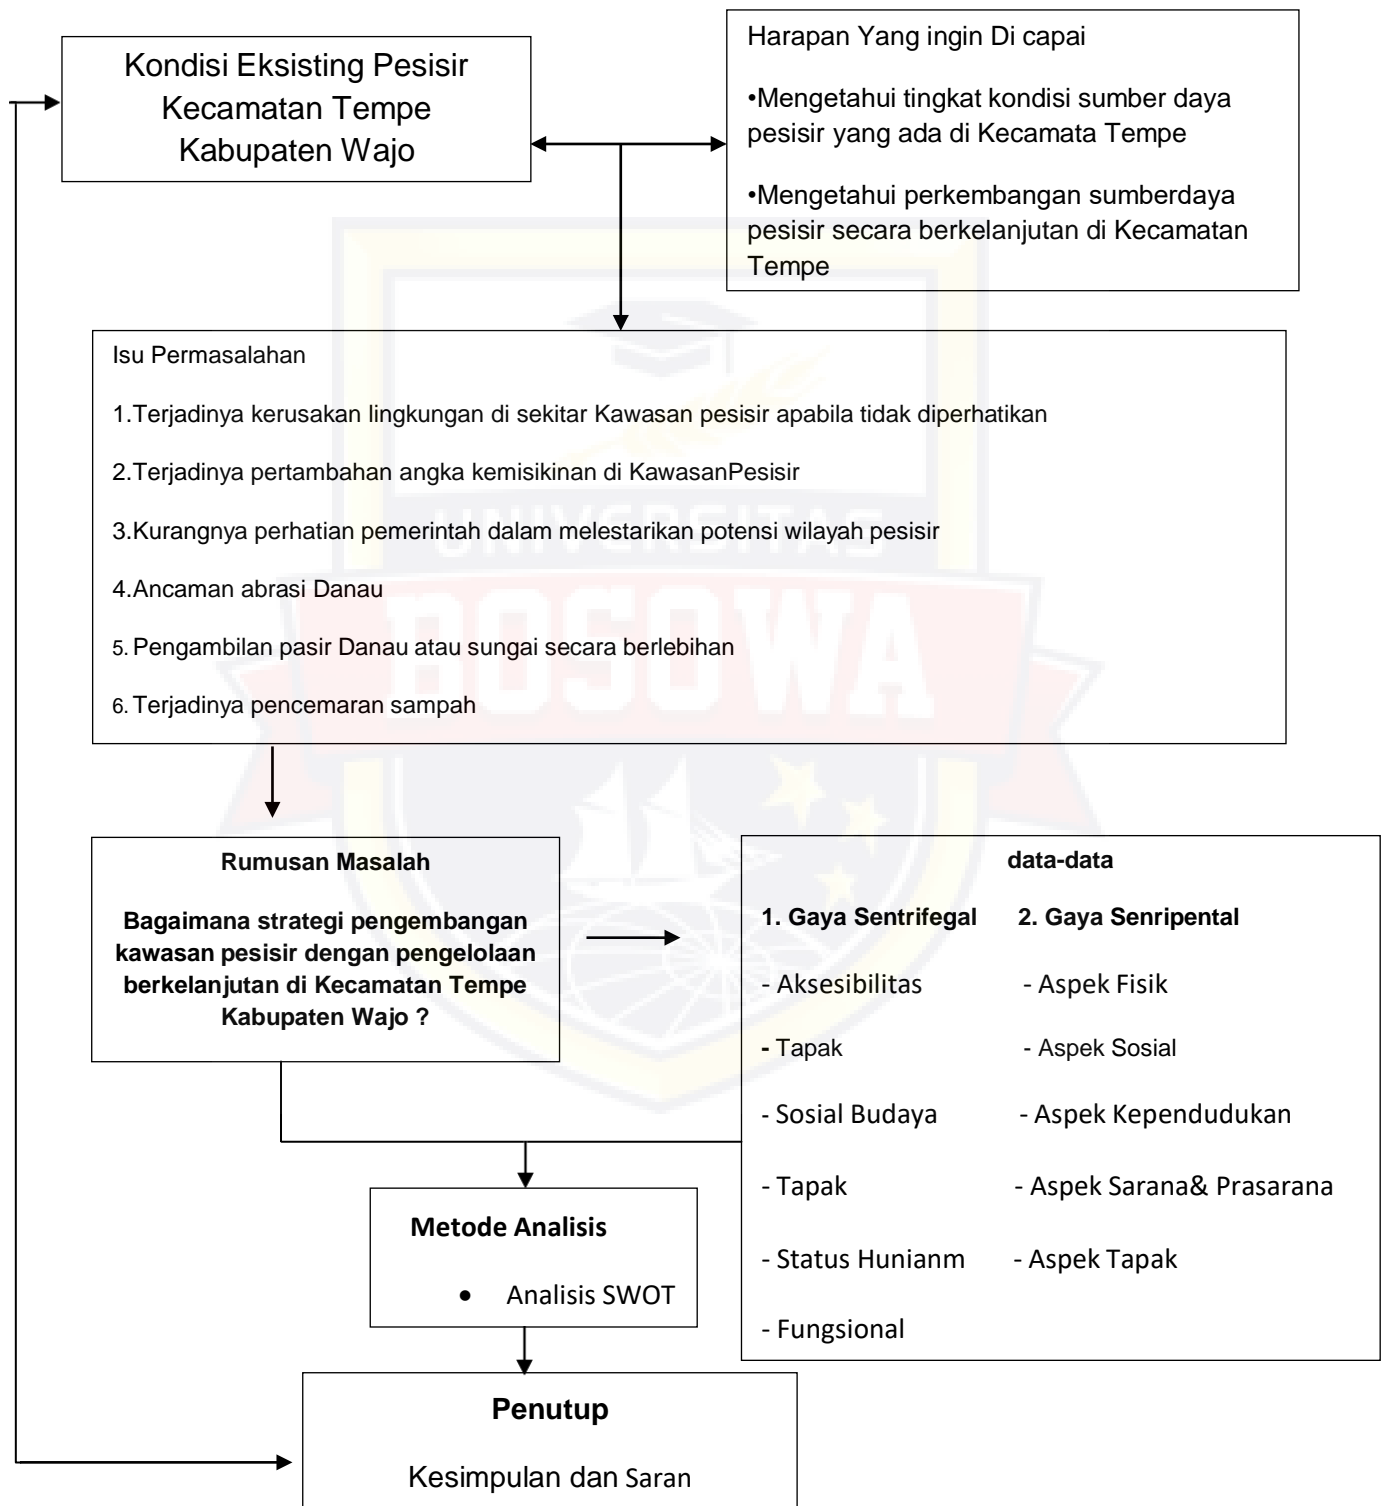 Kondisi Eksisting Pesisir
Kecamatan Tempe
Kabupaten Wajo
Harapan Yang ingin Di capai
•Mengetahui tingkat kondisi sumber daya
pesisir yang ada di Kecamata Tempe
•Mengetahui perkembangan sumberdaya
pesisir secara berkelanjutan di Kecamatan
Tempe
Isu Permasalahan
1.Terjadinya kerusakan lingkungan di sekitar Kawasan pesisir apabila tidak diperhatikan
2.Terjadinya pertambahan angka kemisikinan di KawasanPesisir
3.Kurangnya perhatian pemerintah dalam melestarikan potensi wilayah pesisir
4.Ancaman abrasi Danau
5. Pengambilan pasir Danau atau sungai secara berlebihan
6. Terjadinya pencemaran sampah
UNIVERSITAS
BOSOWA
Rumusan Masalah
Bagaimana strategi pengembangan
kawasan pesisir dengan pengelolaan
berkelanjutan di Kecamatan Tempe
Kabupaten Wajo ?
data-data
1. Gaya Sentrifegal 2. Gaya Senripental
- Aksesibilitas - Aspek Fisik
- Tapak - Aspek Sosial
- Sosial Budaya - Aspek Kependudukan
- Tapak - Aspek Sarana& Prasarana
- Status Hunianm - Aspek Tapak
- Fungsional
Metode Analisis
• Analisis SWOT
Penutup
Kesimpulan dan Saran